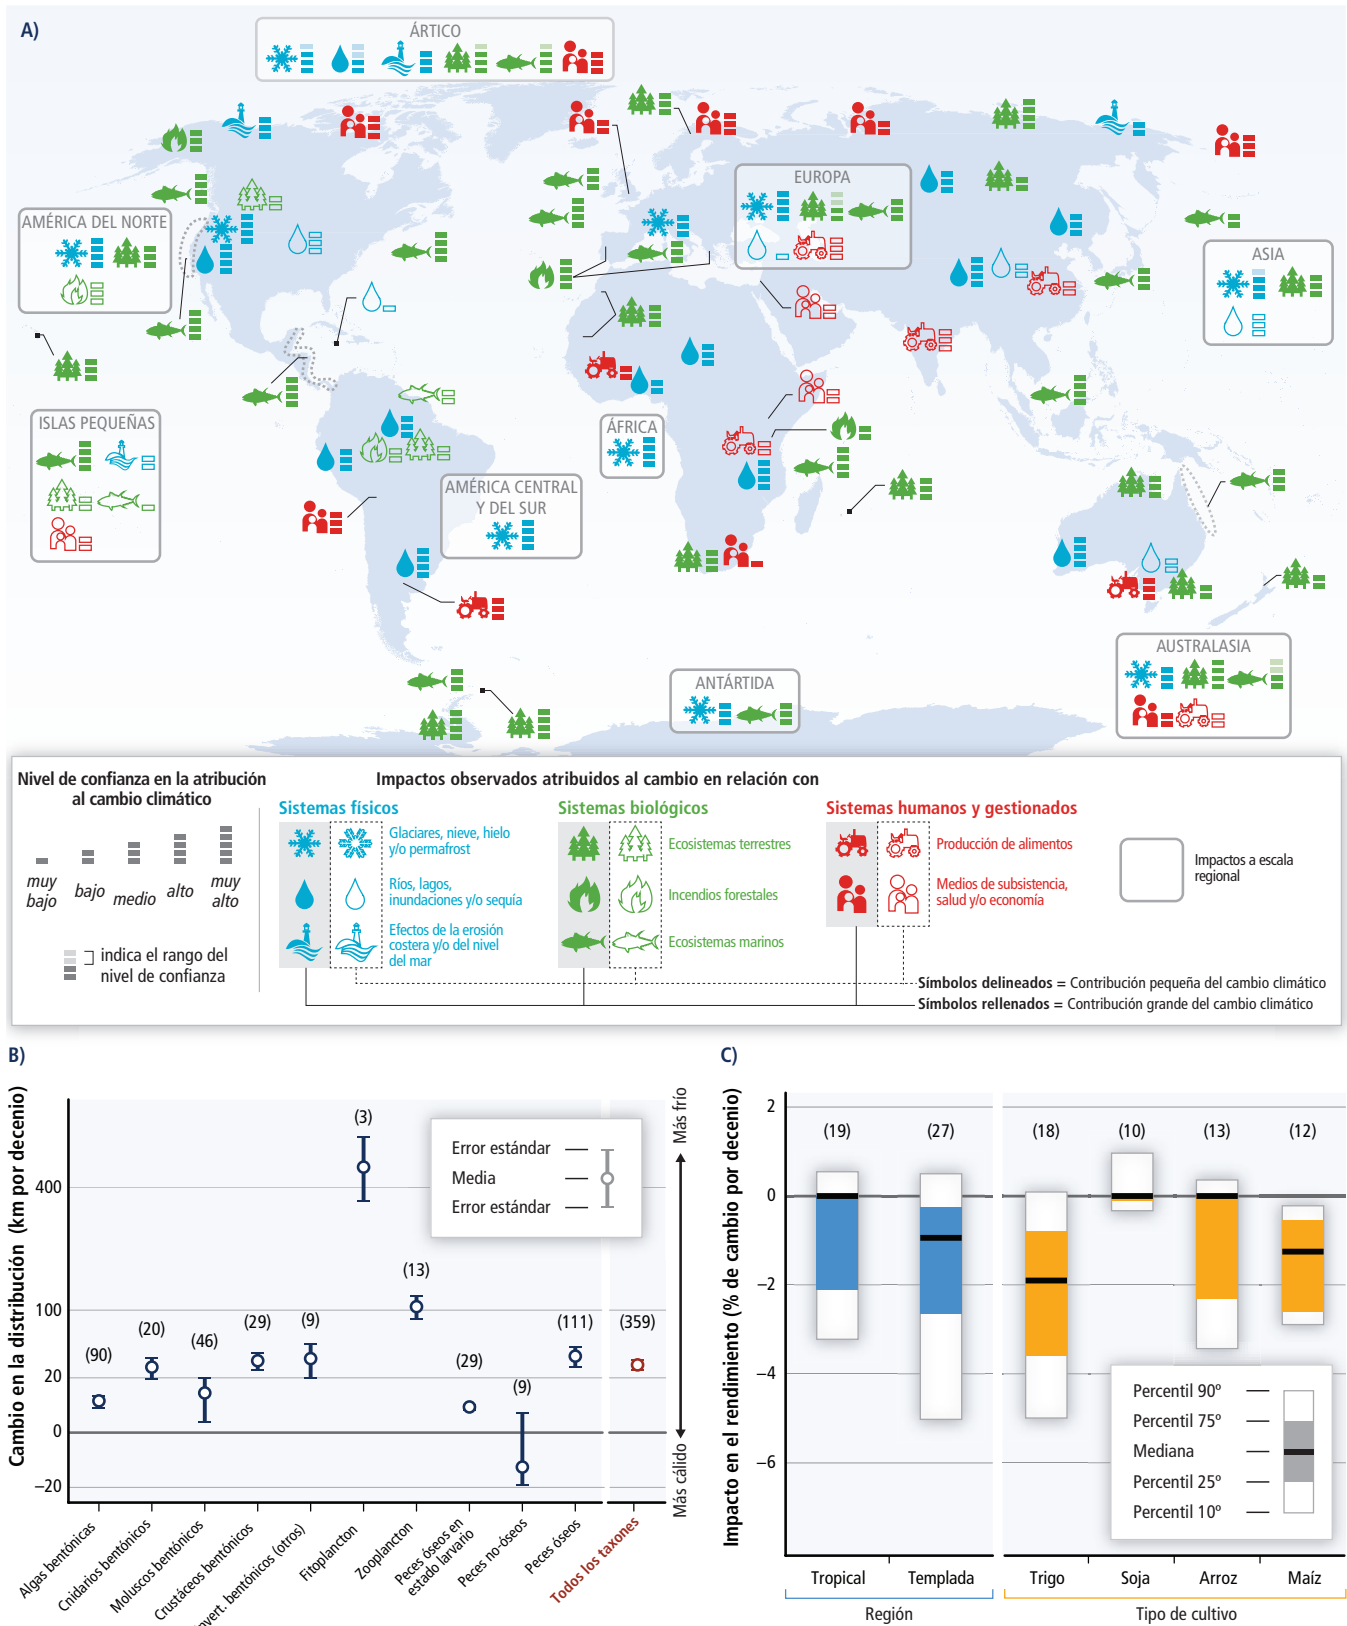 A)
ÁRTICO
EUROPA
AMÉRICA DEL NORTE
ASIA
ISLAS PEQUEÑAS
ÁFRICA
AMÉRICA CENTRAL
Y DEL SUR
AUSTRALASIA
ANTÁRTIDA
Nivel de confianza en la atribución
al cambio climático
muy
bajo
bajo
medio
alto
muy
alto
indica el rango del
nivel de confianza
Impactos observados atribuidos al cambio en relación con
Sistemas físicos
Glaciares, nieve, hielo
y/o permafrost
Ríos, lagos,
inundaciones y/o sequía
Efectos de la erosión
costera y/o del nivel
del mar
Sistemas biológicos
Ecosistemas terrestres
Incendios forestales
Ecosistemas marinos
Sistemas humanos y gestionados
Producción de alimentos
Medios de subsistencia,
salud y/o economía
Impactos a escala
regional
Símbolos delineados = Contribución pequeña del cambio climático
Símbolos rellenados = Contribución grande del cambio climático
B)
Cambio en la distribución (km por decenio)
400
100
20
0
−20
(90)
(20)
(46)
(29)
(9)
(3)
(13)
(29)
(9)
(111)
(359)
Error estándar
Media
Error estándar
Más frío
Más cálido
Algas bentónicas
Cnidarios bentónicos
Moluscos bentónicos
Crustáceos bentónicos
nvert. bentónicos (otros)
Fitoplancton
Zooplancton
Peces óseos en
estado larvario
Peces no-óseos
Peces óseos
Todos los taxones
C)
Impacto en el rendimiento (% de cambio por decenio)
2
0
−2
−4
−6
(19)
(27)
(18)
(10)
(13)
(12)
Percentil 90º
Percentil 75º
Mediana
Percentil 25º
Percentil 10º
Tropical
Templada
Trigo
Soja
Arroz
Maíz
Región
Tipo de cultivo